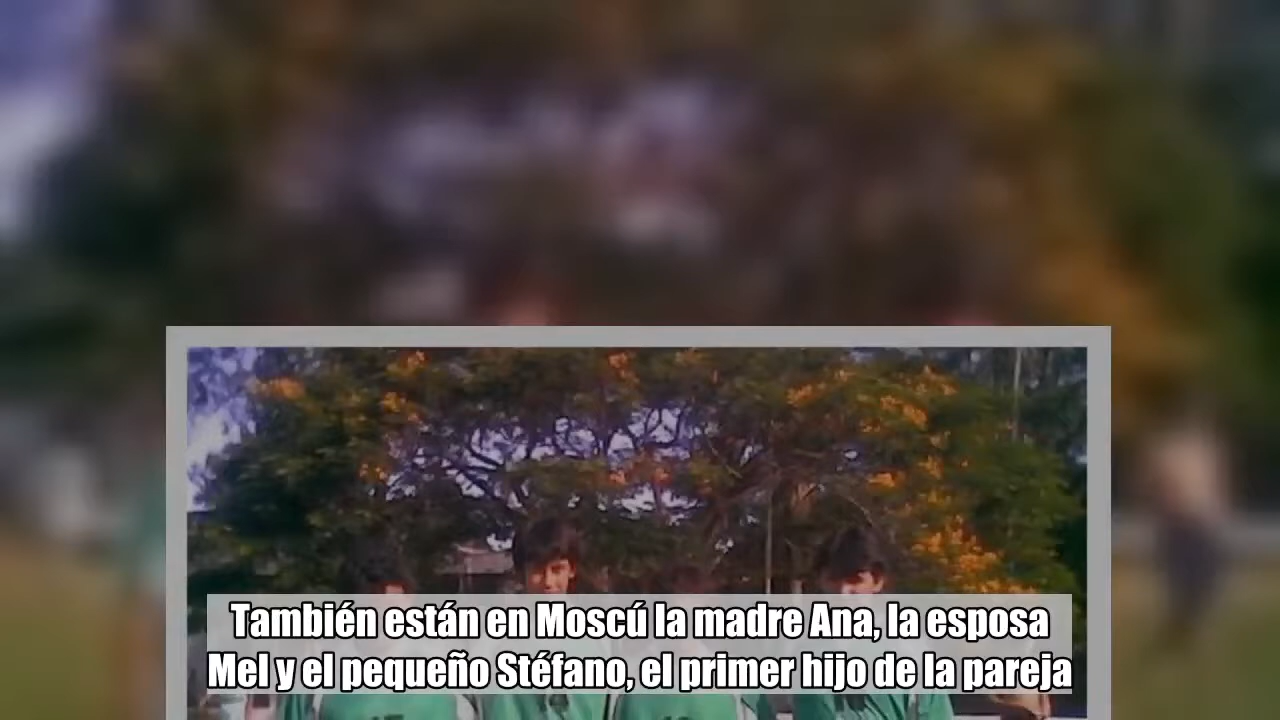 También están en Moscú la madre Ana, la esposa
Mel y el pequeño Stéfano, el primer hijo de la pareja